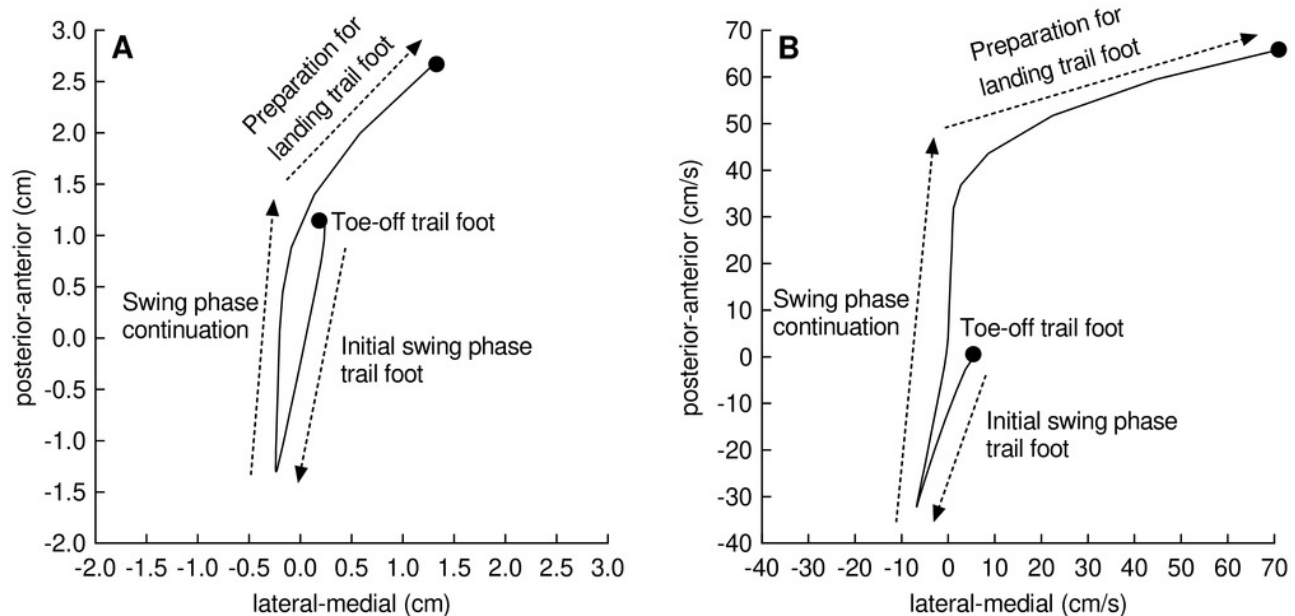 A
Preparation for
landing trail foot
Toe-off trail foot
Swing phase
continuation
Initial swing phase
trail foot
posterior-anterior (cm)
3.0
2.5
2.0
1.5
1.0
0.5
0.0
-0.5
-1.0
-1.5
-2.0
-2.0 -1.5 -1.0 -0.5 0.0 0.5 1.0 1.5 2.0 2.5 3.0
lateral-medial (cm)
B
Preparation for
landing trail foot
Swing phase
continuation
Toe-off trail foot
Initial swing phase
trail foot
posterior-anterior (cm/s)
70
60
50
40
30
20
10
0
-10
-20
-30
-40
-40 -30 -20 -10 0 10 20 30 40 50 60 70
lateral-medial (cm/s)